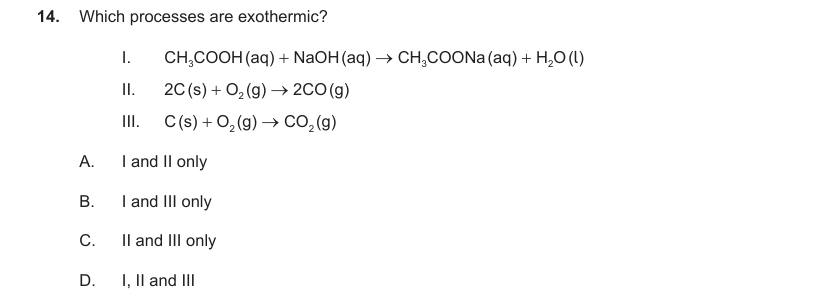 14. Which processes are exothermic?
I. CH₃COOH (aq) + NaOH (aq) → CH₃COONa (aq) + H₂O (l)
II. 2C (s) + O₂ (g) → 2CO (g)
III. C (s) + O₂ (g) → CO₂ (g)
A. I and II only
B. I and III only
C. II and III only
D. I, II and III